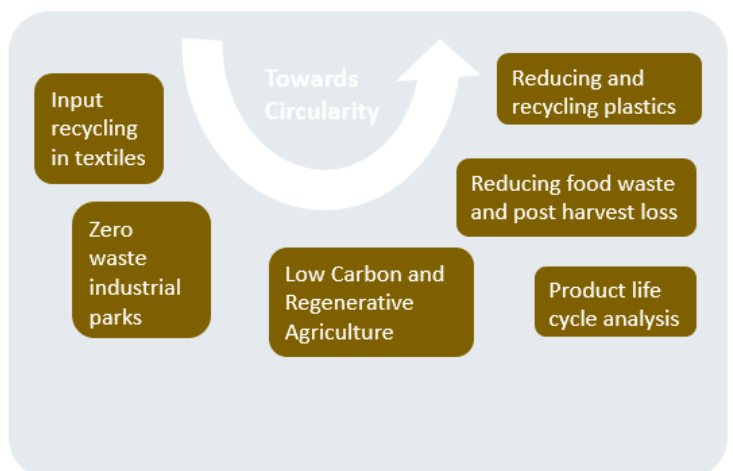 Towards
Circularity
Input
recycling
in textiles
Zero
waste
industrial
parks
Low Carbon and
Regenerative
Agriculture
Reducing and
recycling plastics
Reducing food waste
and post harvest loss
Product life
cycle analysis